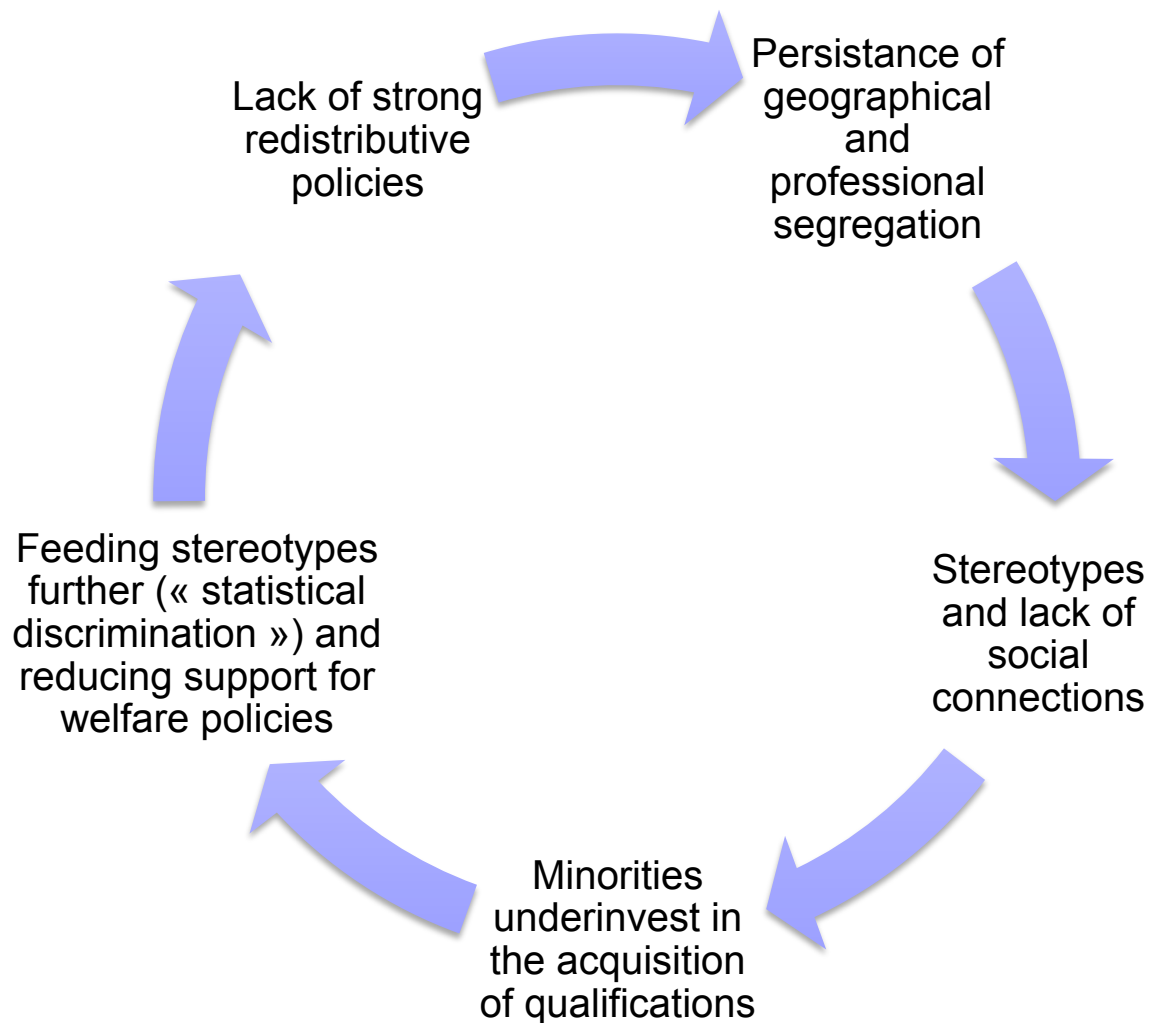 Lack of strong
redistributive
policies
Persistance of
geographical
and
professional
segregation
Stereotypes
and lack of
social
connections
Minorities
underinvest in
the acquisition
of qualifications
Feeding stereotypes
further (« statistical
discrimination ») and
reducing support for
welfare policies